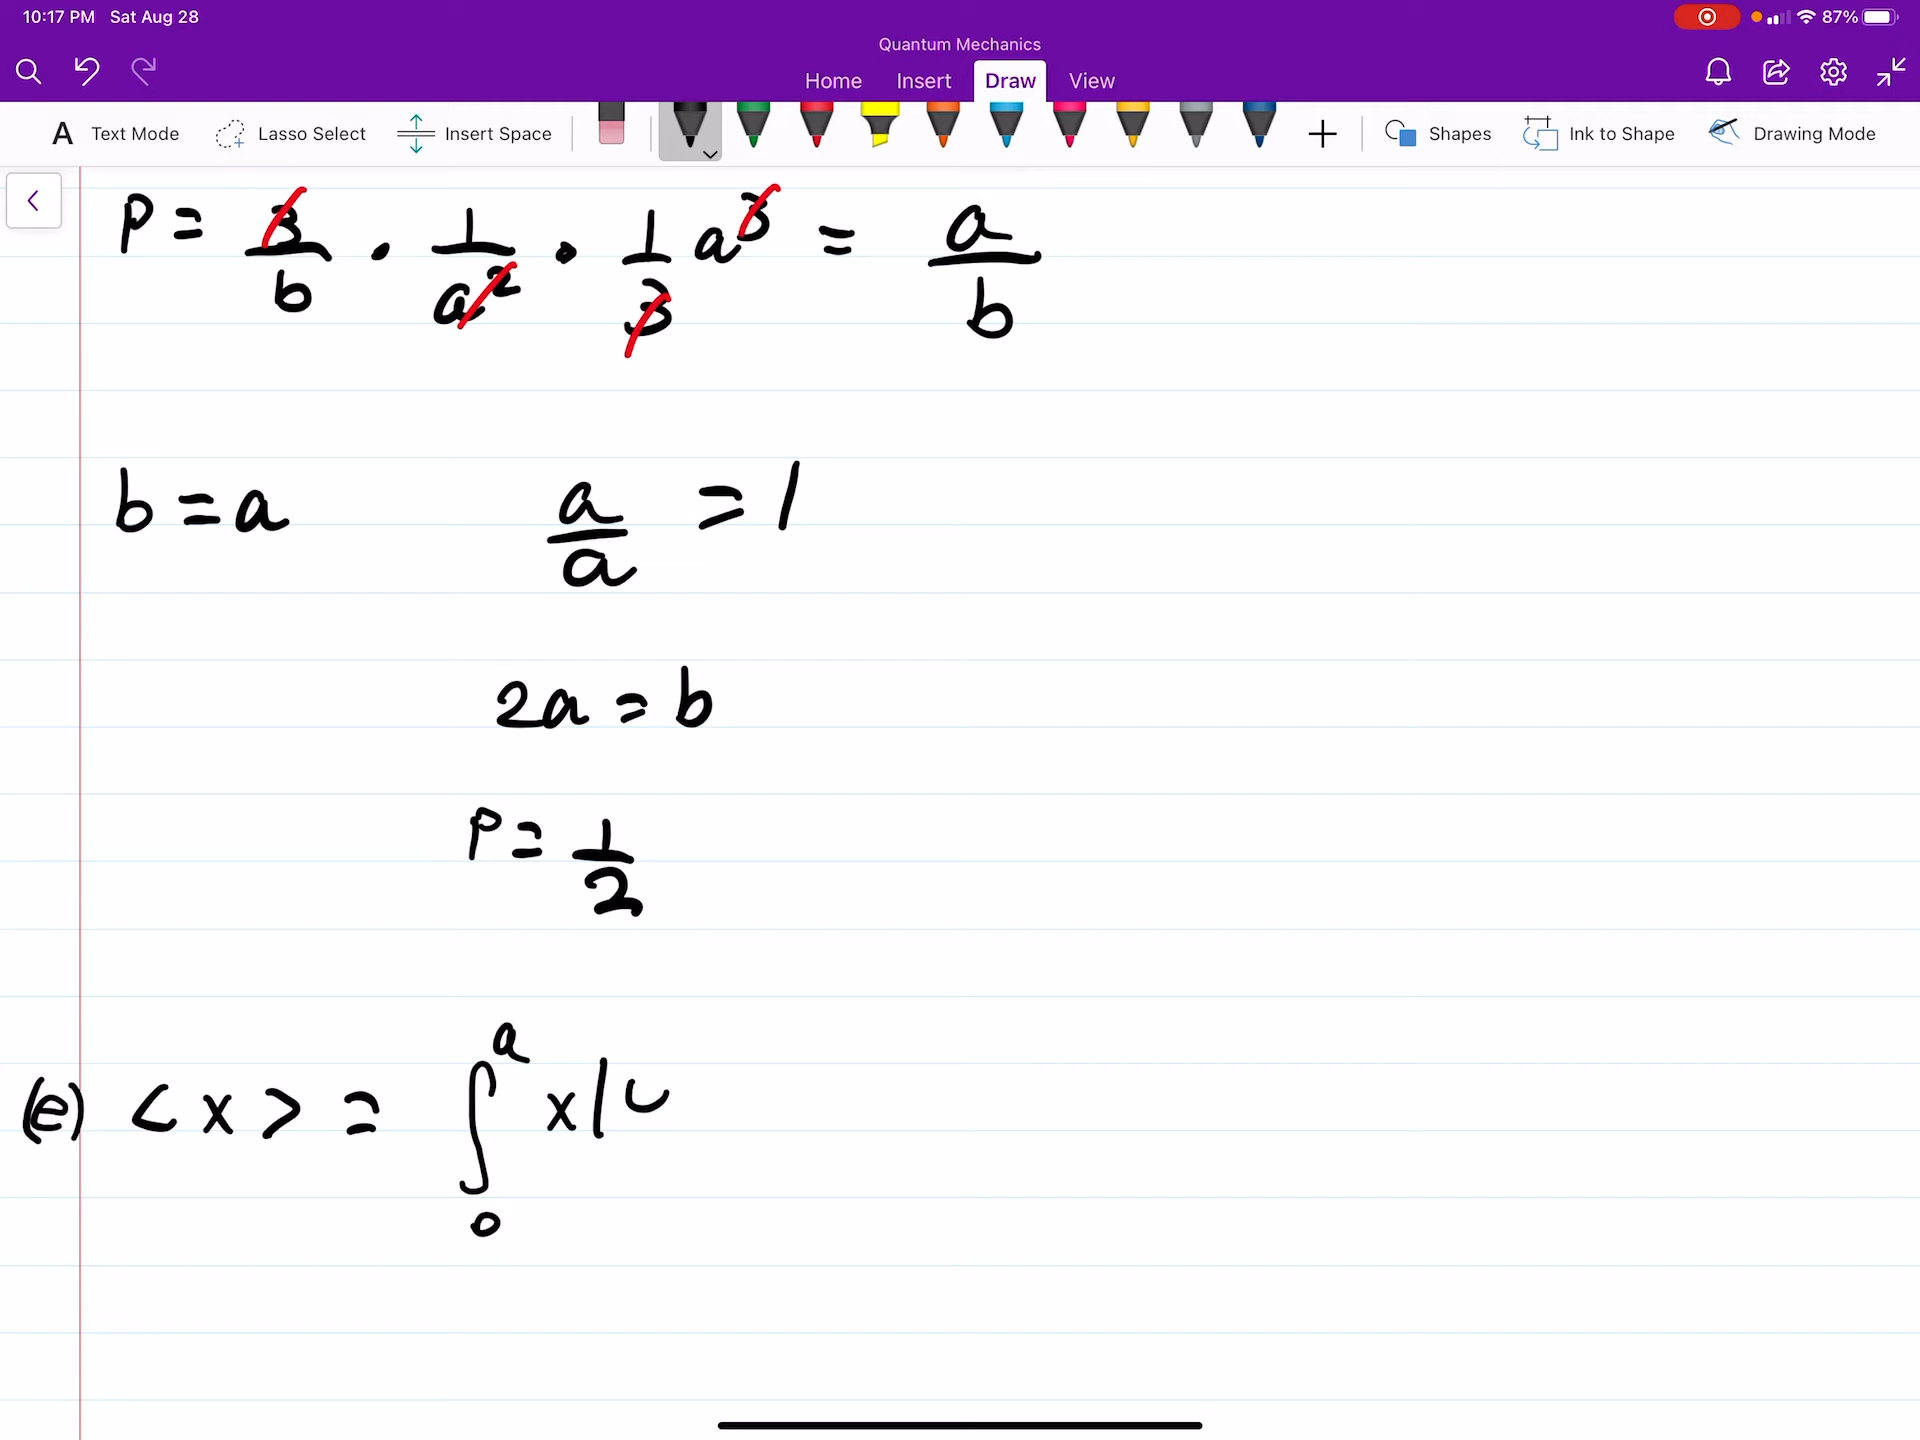 10:17 PM Sat Aug 28
87%
Quantum Mechanics
Home Insert Draw View
A Text Mode Lasso Select Insert Space Shapes Ink to Shape Drawing Mode
P = 3/b · 1/a² · 1/3 a³ = a/b
b = a a/a = 1
2a = b
P = 1/2
(e) <x> = ∫₀ᵃ x|